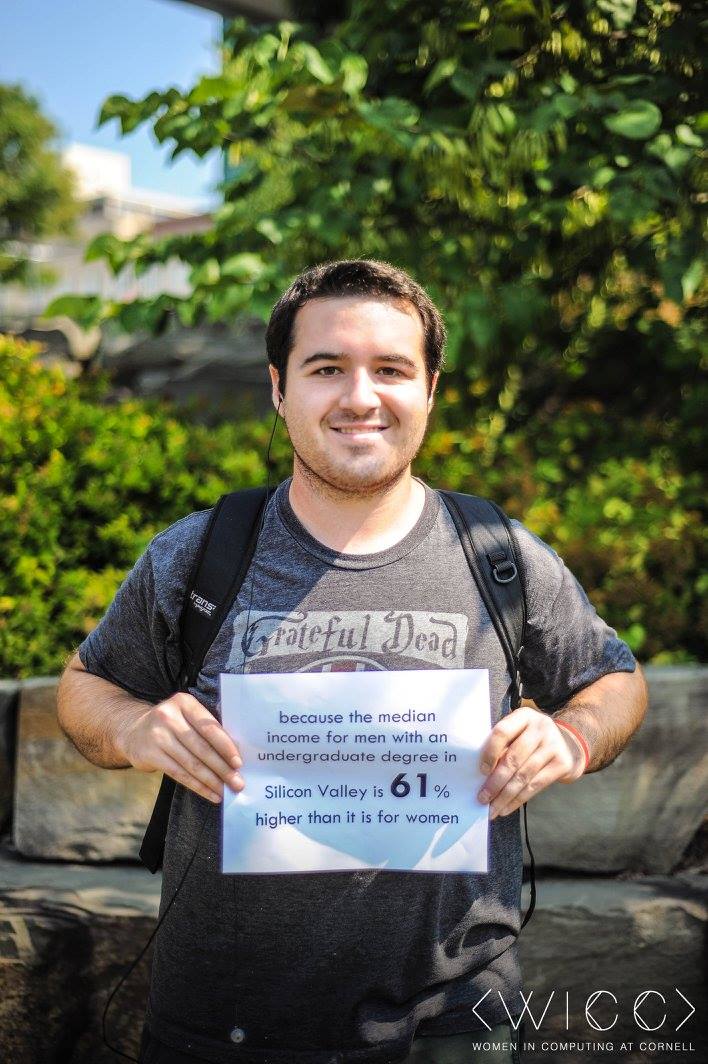 trans
Grateful Dead
because the median
income for men with an
undergraduate degree in
Silicon Valley is 61%
higher than it is for women
<WICC>
WOMEN IN COMPUTING AT CORNELL